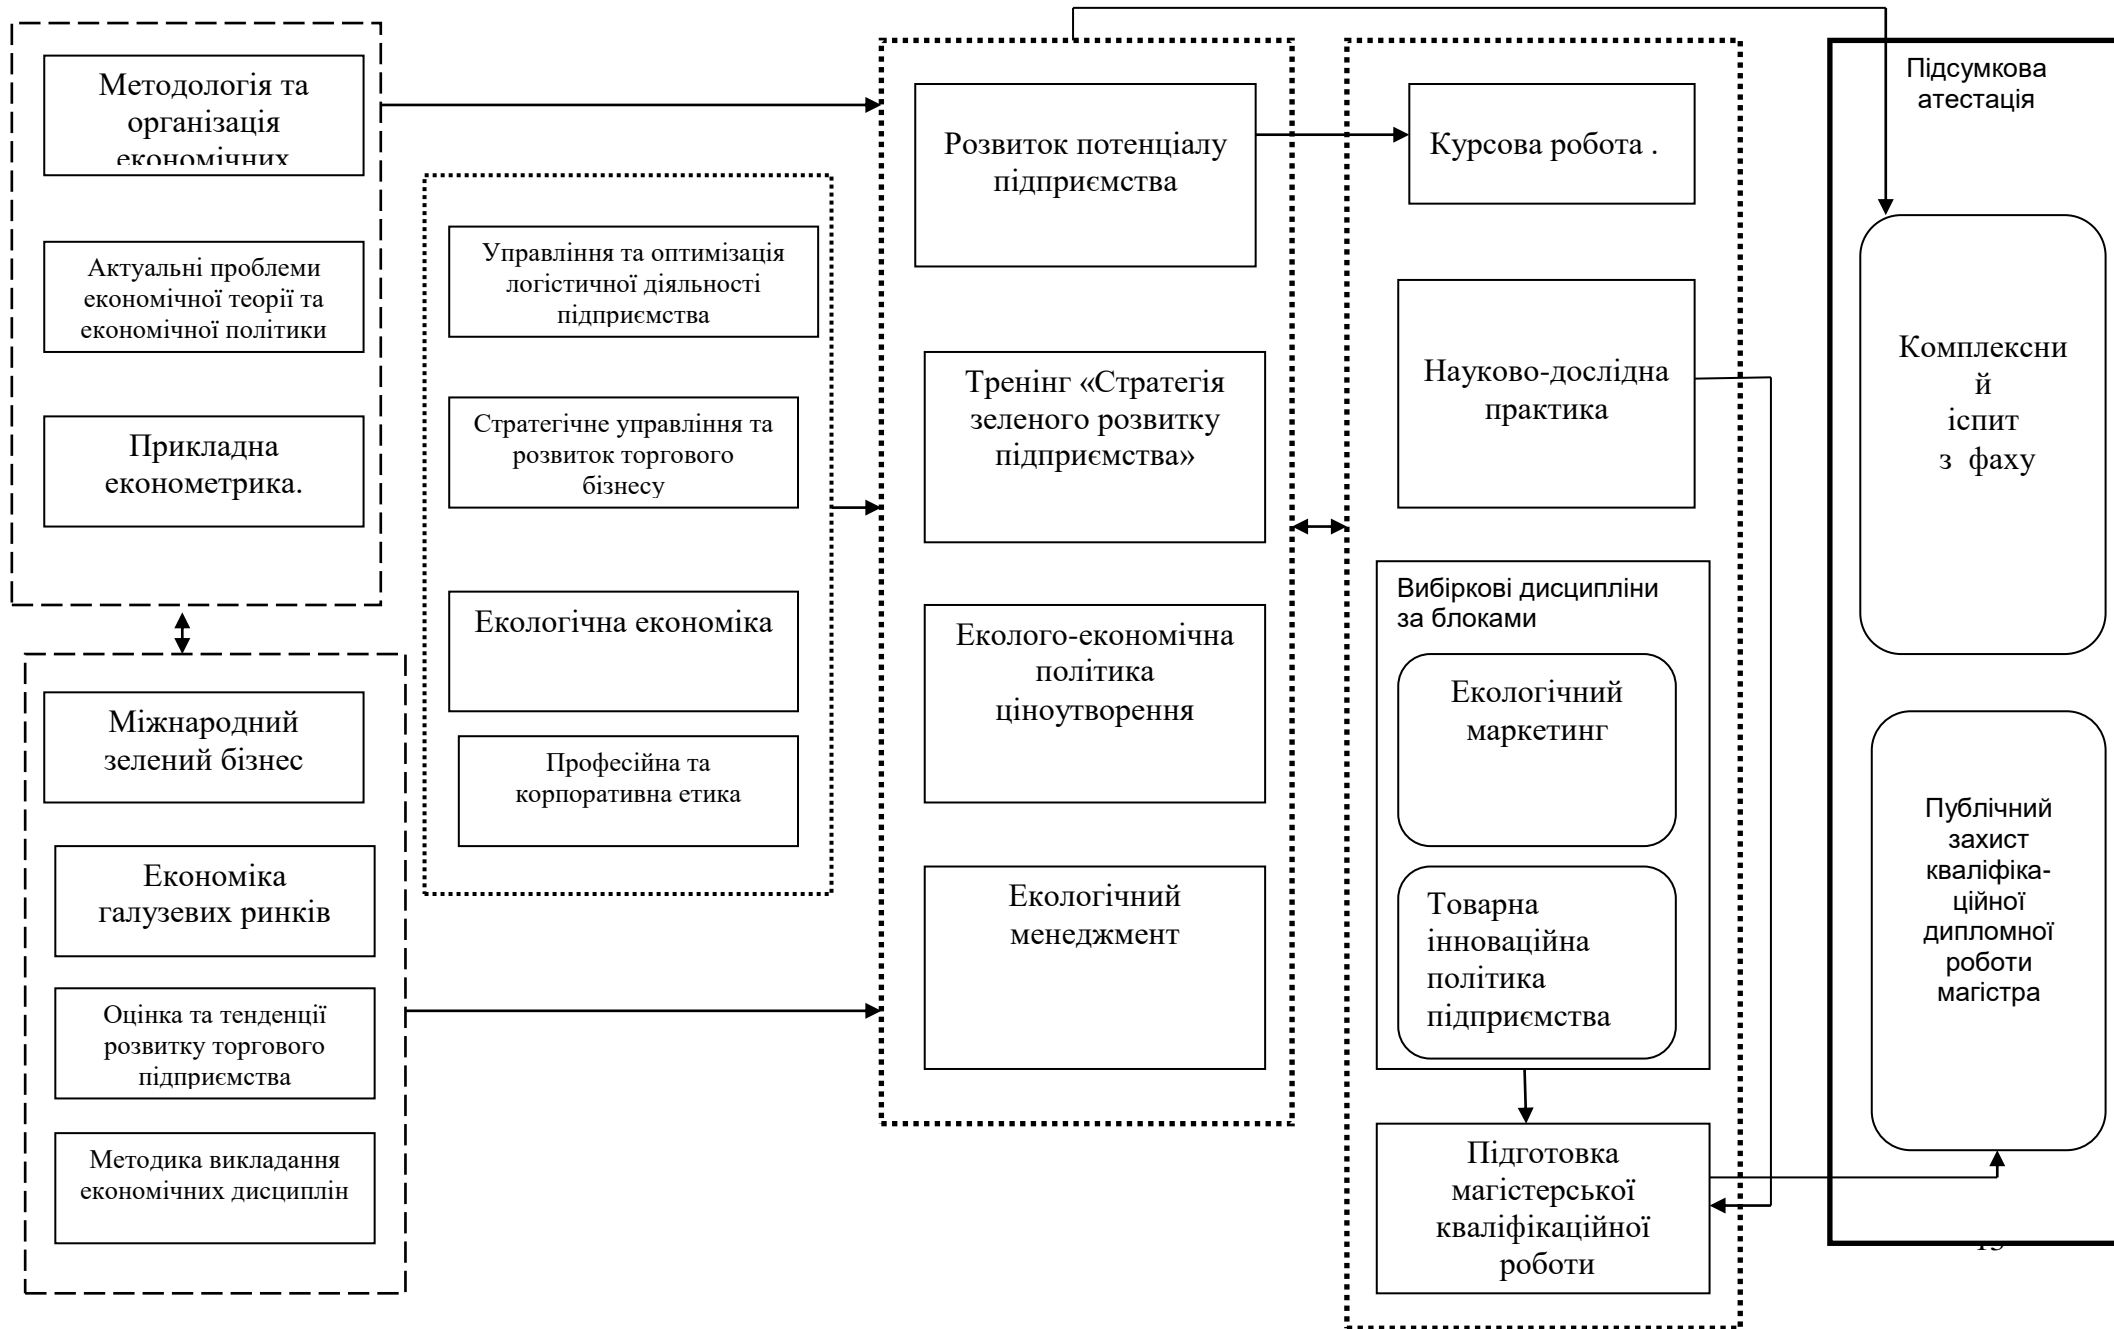 Методологія та
організація
економічних
Актуальні проблеми
економічної теорії та
економічної політики
Прикладна
економетрика.
Міжнародний
зелений бізнес
Економіка
галузевих ринків
Оцінка та тенденції
розвитку торгового
підприємства
Методика викладання
економічних дисциплін
Управління та оптимізація
логістичної діяльності
підприємства
Стратегічне управління та
розвиток торгового
бізнесу
Екологічна економіка
Професійна та
корпоративна етика
Розвиток потенціалу
підприємства
Тренінг «Стратегія
зеленого розвитку
підприємства»
Еколого-економічна
політика
ціноутворення
Екологічний
менеджмент
Курсова робота .
Науково-дослідна
практика
Вибіркові дисципліни
за блоками
Екологічний
маркетинг
Товарна
інноваційна
політика
підприємства
Підготовка
магістерської
кваліфікаційної
роботи
Підсумкова
атестація
Комплексни
й
іспит
з фаху
Публічний
захист
кваліфіка-
ційної
дипломної
роботи
магістра